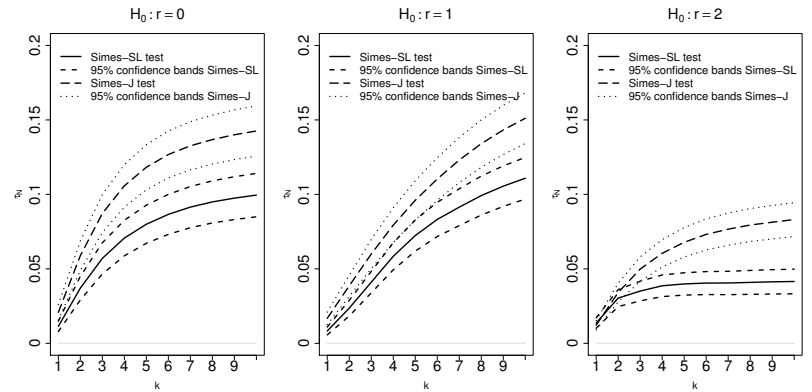 H₀ : r = 0
0.2
0.15
0.1
0.05
0
τN
Simes−SL test
95% confidence bands Simes−SL
Simes−J test
95% confidence bands Simes−J
1 2 3 4 5 6 7 8 9
k
H₀ : r = 1
0.2
0.15
0.1
0.05
0
τN
Simes−SL test
95% confidence bands Simes−SL
Simes−J test
95% confidence bands Simes−J
1 2 3 4 5 6 7 8 9
k
H₀ : r = 2
0.2
0.15
0.1
0.05
0
τN
Simes−SL test
95% confidence bands Simes−SL
Simes−J test
95% confidence bands Simes−J
1 2 3 4 5 6 7 8 9
k